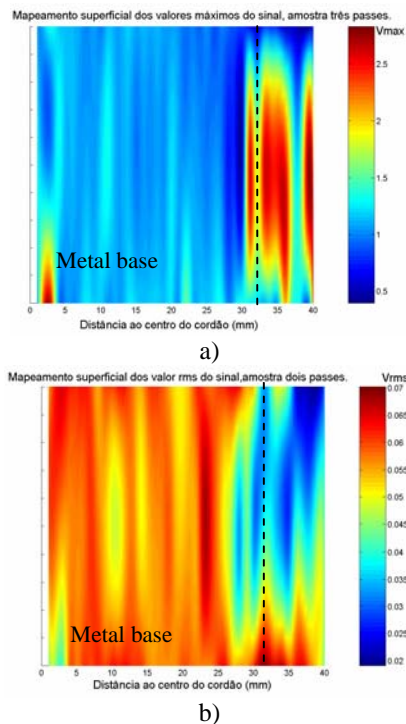 Mapeamento superficial dos valores máximos do sinal, amostra três passes.
Vmax
2.5
2
1.5
1
0.5
Metal base
0 5 10 15 20 25 30 35 40
Distância ao centro do cordão (mm)
a)
Mapeamento superficial dos valor rms do sinal,amostra dois passes.
Vrms
0.07
0.065
0.06
0.055
0.05
0.045
0.04
0.035
0.03
0.025
0.02
Metal base
0 5 10 15 20 25 30 35 40
Distância ao centro do cordão (mm)
b)